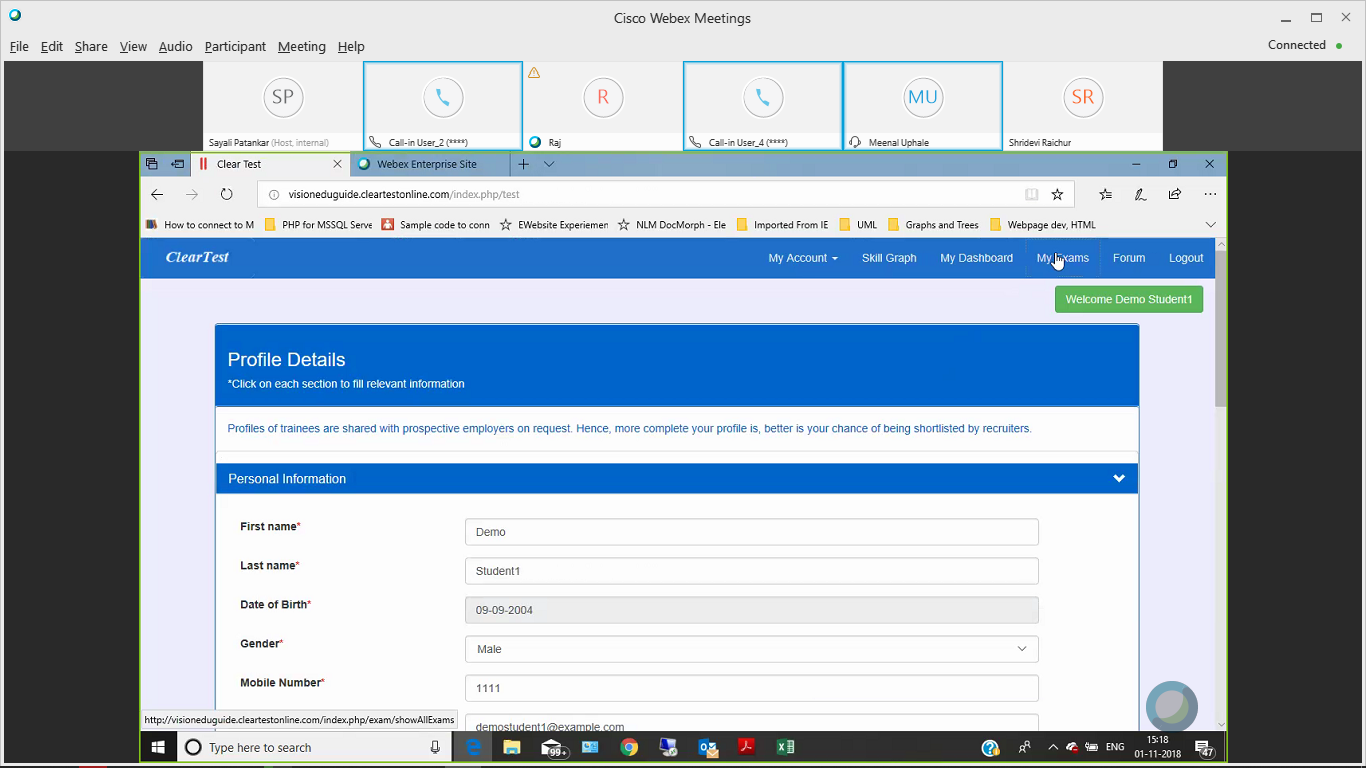 Cisco Webex Meetings
File Edit Share View Audio Participant Meeting Help
Connected
SP
R
MU
SR
Sayali Patankar (Host, internal)
Call-in User_2 (****)
Raj
Call-in User_4 (****)
Meenal Uphale
Shridevi Raichur
Clear Test
Webex Enterprise Site
visioneduguide.cleartestonline.com/index.php/test
How to connect to M
PHP for MSSQL Serve
Sample code to conn
EWebsite Experiemen
NLM DocMorph - Ele
Imported From IE
UML
Graphs and Trees
Webpage dev, HTML
ClearTest
My Account
Skill Graph
My Dashboard
My Exams
Forum
Logout
Welcome Demo Student1
Profile Details
*Click on each section to fill relevant information
Profiles of trainees are shared with prospective employers on request. Hence, more complete your profile is, better is your chance of being shortlisted by recruiters.
Personal Information
First name*
Demo
Last name*
Student1
Date of Birth*
09-09-2004
Gender*
Male
Mobile Number*
1111
demostudent1@example.com
http://visioneduguide.cleartestonline.com/index.php/exam/showAllExams
Type here to search
99+
ENG
15:18
01-11-2018
47